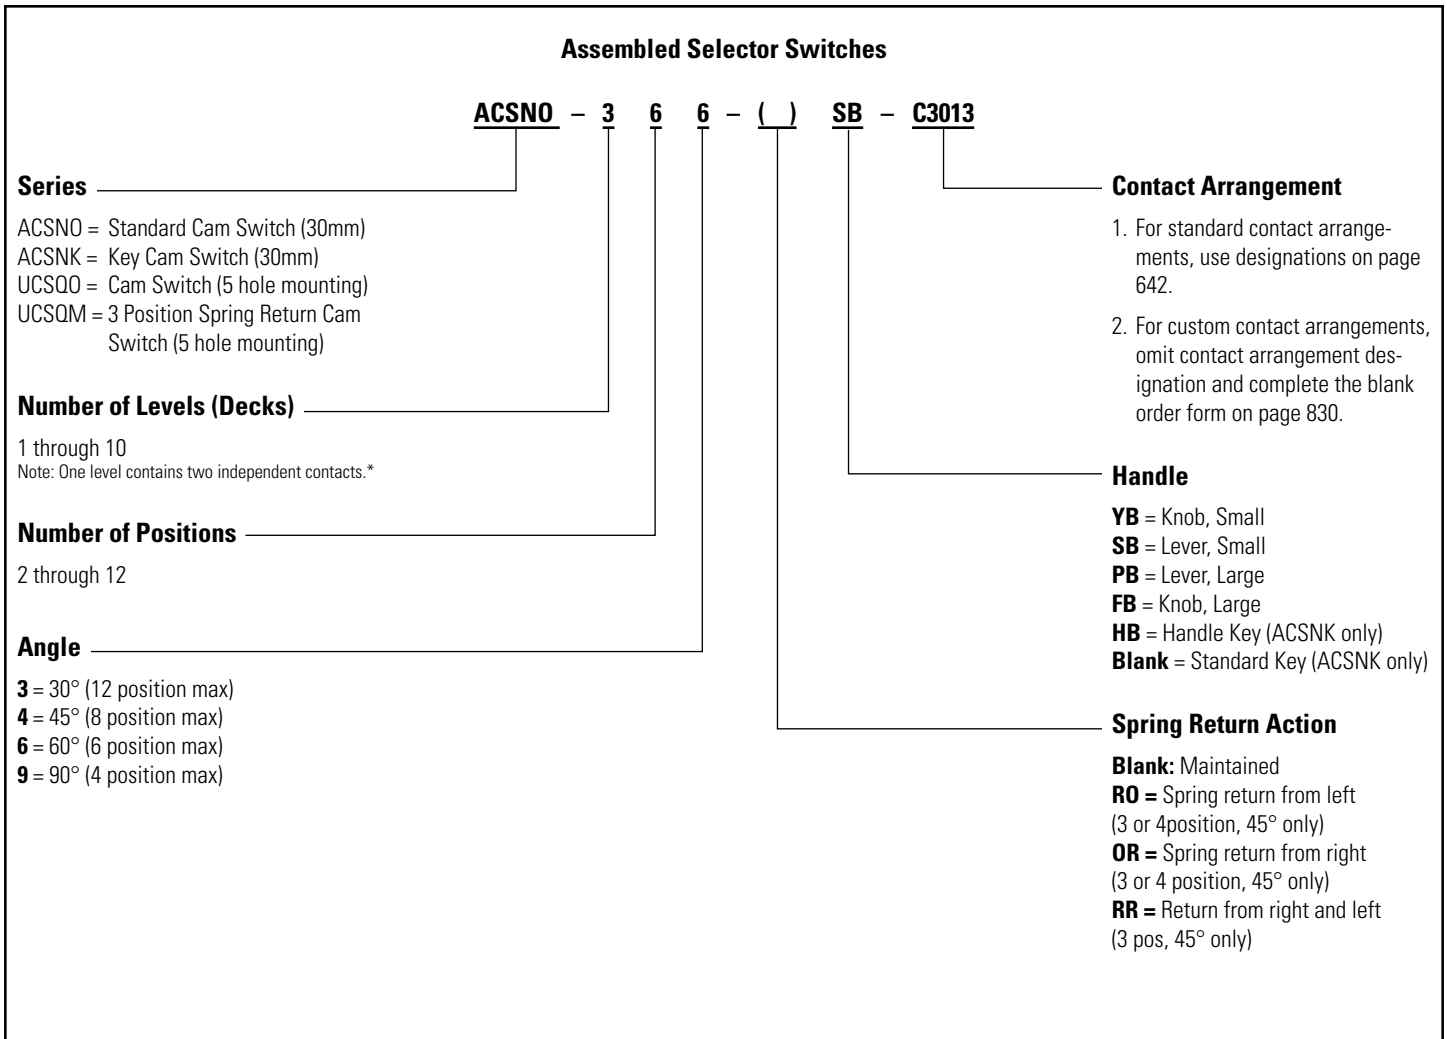 Assembled Selector Switches
ACSNO – 3 6 6 – ( ) SB – C3013
Series
ACSNO = Standard Cam Switch (30mm)
ACSNK = Key Cam Switch (30mm)
UCSQO = Cam Switch (5 hole mounting)
UCSQM = 3 Position Spring Return Cam
Switch (5 hole mounting)
Number of Levels (Decks)
1 through 10
Note: One level contains two independent contacts.*
Number of Positions
2 through 12
Angle
3 = 30° (12 position max)
4 = 45° (8 position max)
6 = 60° (6 position max)
9 = 90° (4 position max)
Contact Arrangement
1. For standard contact arrange-
ments, use designations on page
642.
2. For custom contact arrangements,
omit contact arrangement des-
ignation and complete the blank
order form on page 830.
Handle
YB = Knob, Small
SB = Lever, Small
PB = Lever, Large
FB = Knob, Large
HB = Handle Key (ACSNK only)
Blank = Standard Key (ACSNK only)
Spring Return Action
Blank: Maintained
RO = Spring return from left
(3 or 4position, 45° only)
OR = Spring return from right
(3 or 4 position, 45° only)
RR = Return from right and left
(3 pos, 45° only)